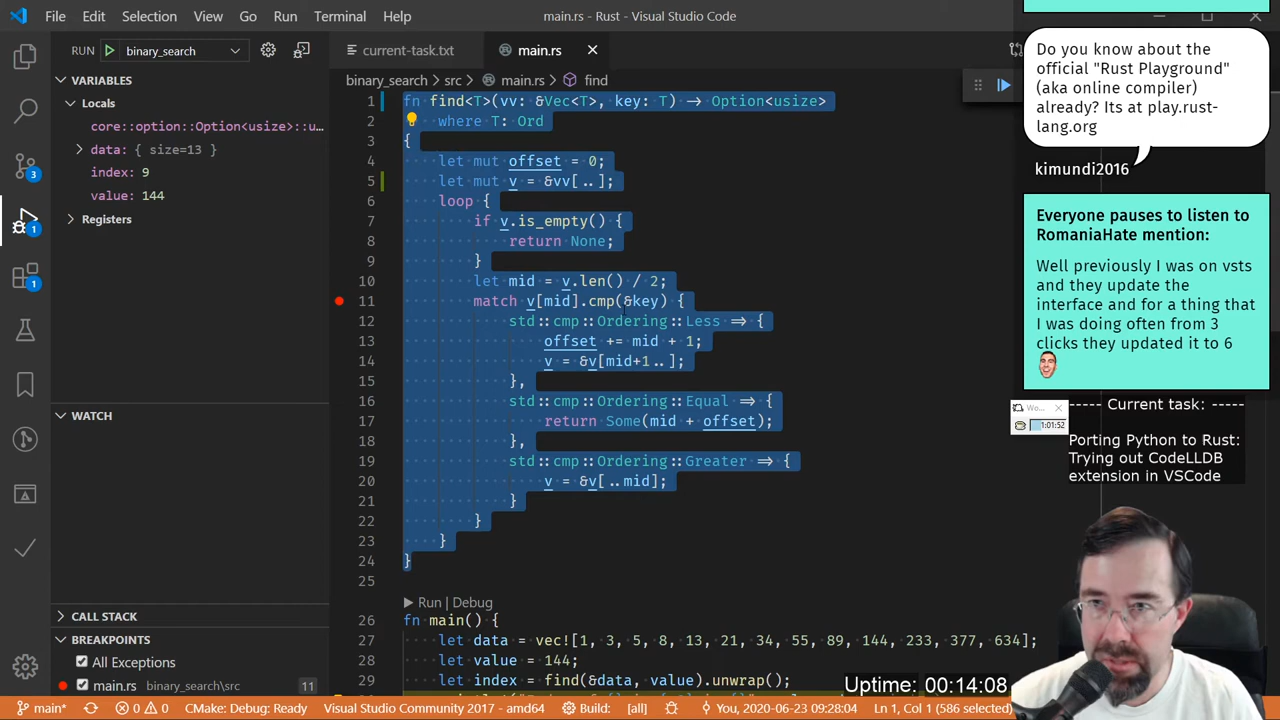 File Edit Selection View Go Run Terminal Help
main.rs - Rust - Visual Studio Code
RUN binary_search
current-task.txt
main.rs
VARIABLES
binary_search > src > main.rs > find
Locals
core::option::Option<usize>::u…
data: { size=13 }
index: 9
value: 144
Registers
WATCH
CALL STACK
BREAKPOINTS
All Exceptions
main.rs binary_search\src 11
1 fn find<T>(vv: &Vec<T>, key: T) → Option<usize>
2 where T: Ord
3 {
4 let mut offset = 0;
5 let mut v = &vv[..];
6 loop {
7 if v.is_empty() {
8 return None;
9 }
10 let mid = v.len() / 2;
11 match v[mid].cmp(&key) {
12 std::cmp::Ordering::Less ⇒ {
13 offset += mid + 1;
14 v = &v[mid+1..];
15 },
16 std::cmp::Ordering::Equal ⇒ {
17 return Some(mid + offset);
18 },
19 std::cmp::Ordering::Greater ⇒ {
20 v = &v[..mid];
21 }
22 }
23 }
24 }
25
Run | Debug
26 fn main() {
27 let data = vec![1, 3, 5, 8, 13, 21, 34, 55, 89, 144, 233, 377, 634];
28 let value = 144;
29 let index = find(&data, value).unwrap();
Do you know about the
official "Rust Playground"
(aka online compiler)
already? Its at play.rust-
lang.org
kimundi2016
Everyone pauses to listen to
RomaniaHate mention:
Well previously I was on vsts
and they update the
interface and for a thing that
I was doing often from 3
clicks they updated it to 6
Wo...
1:01:52
----- Current task: -----
Porting Python to Rust:
Trying out CodeLLDB
extension in VSCode
Uptime: 00:14:08
3
1
1
main* 0 0 CMake: Debug: Ready Visual Studio Community 2017 - amd64 Build: [all] You, 2020-06-23 09:28:04 Ln 1, Col 1 (586 selected)